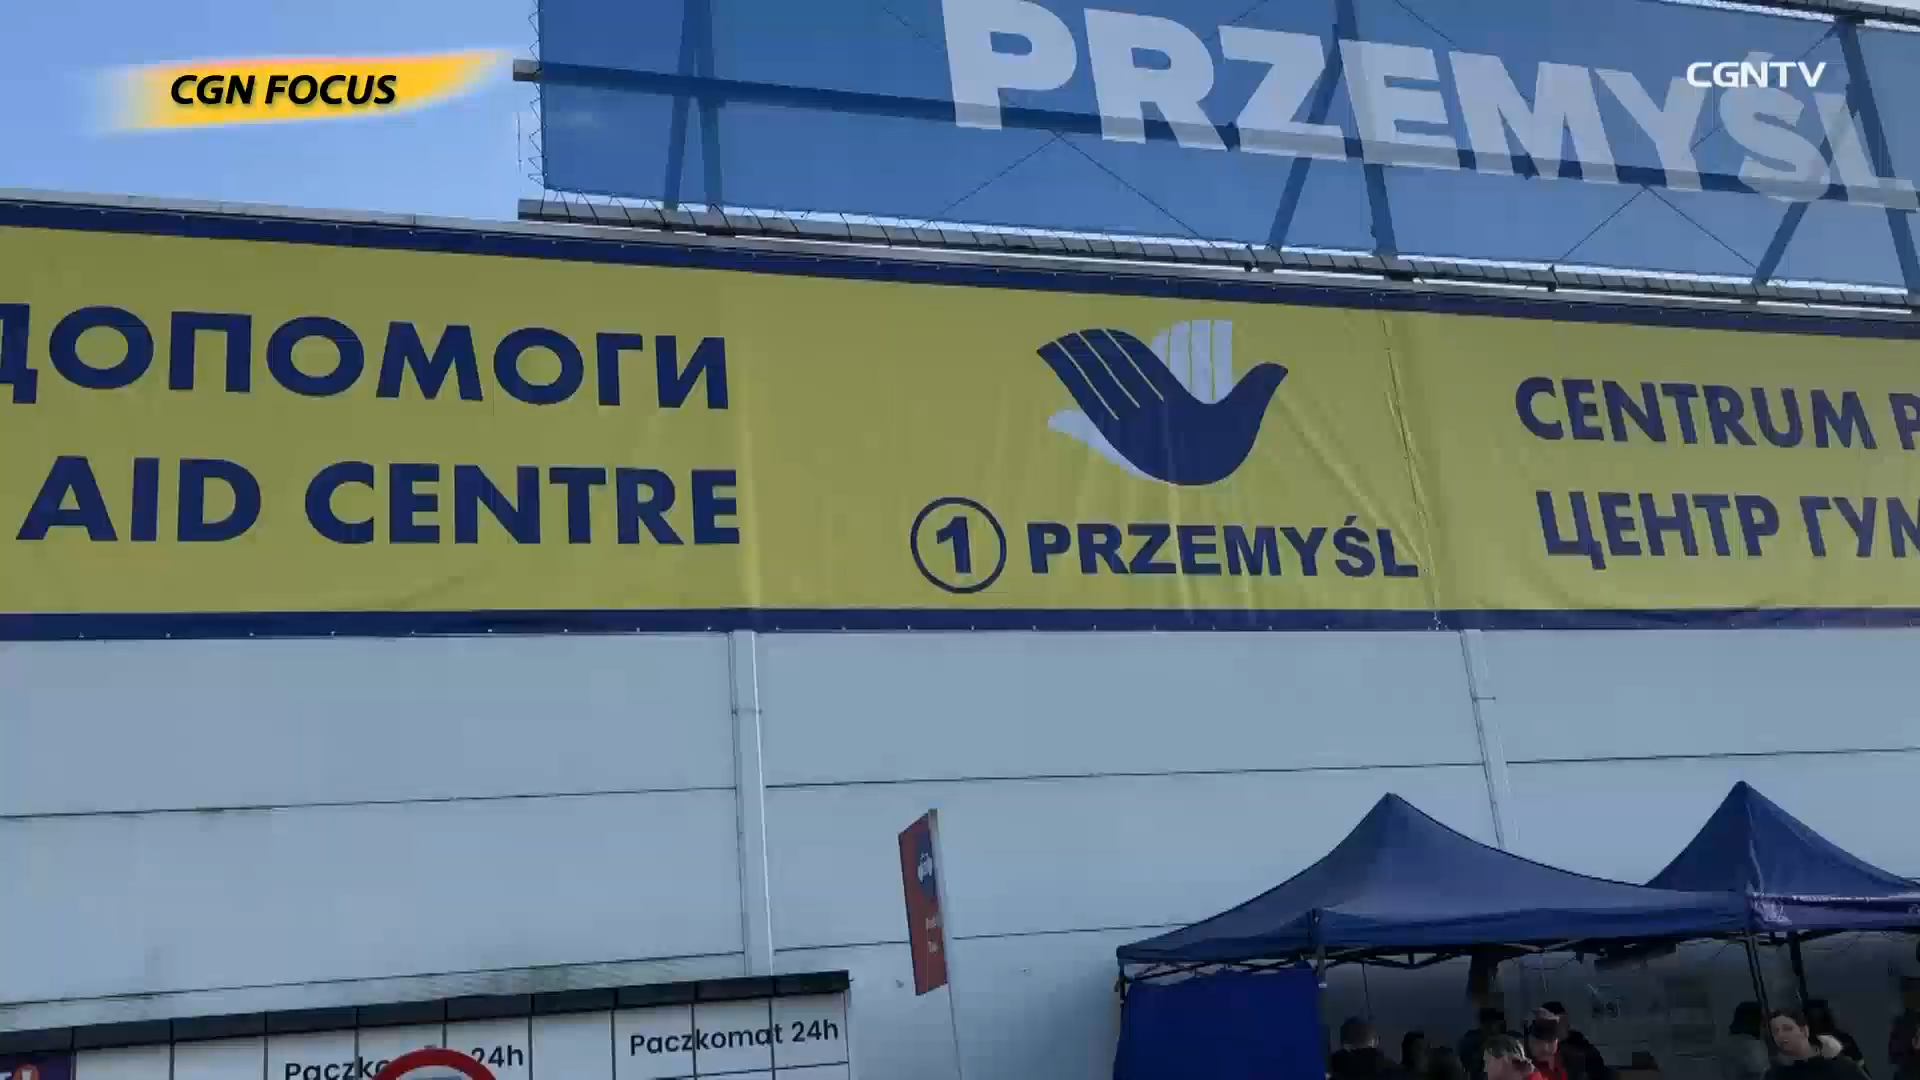 CGN FOCUS
CGNTV
PRZEMYŚL
ДОПОМОГИ
AID CENTRE
1 PRZEMYŚL
CENTRUM
ЦЕНТР
Paczkomat 24h
24h